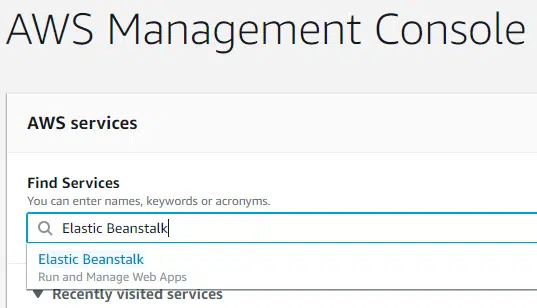 AWS Management Console
AWS services
Find Services
You can enter names, keywords or acronyms.
Elastic Beanstalk
Elastic Beanstalk
Run and Manage Web Apps
Recently visited services